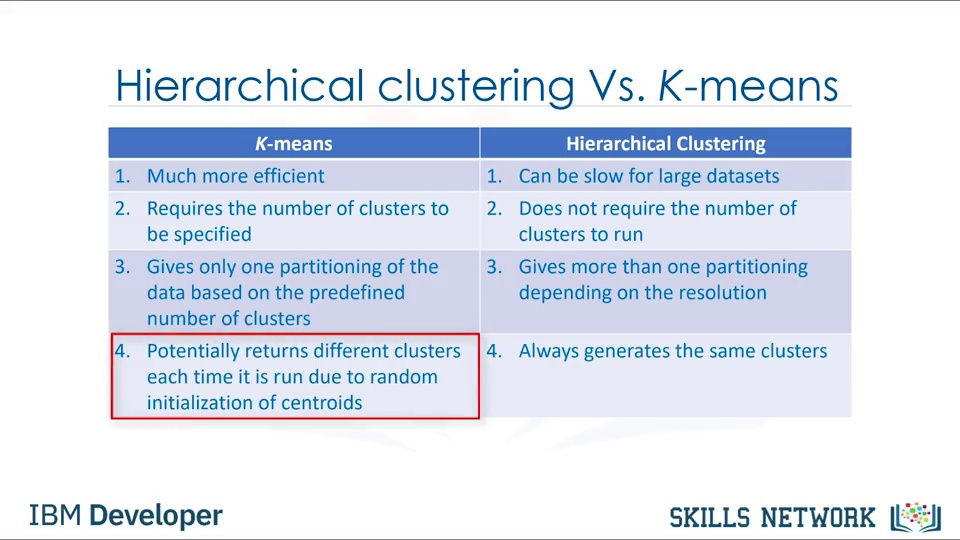 Hierarchical clustering Vs. K-means
K-means
Hierarchical Clustering
1. Much more efficient
1. Can be slow for large datasets
2. Requires the number of clusters to
be specified
2. Does not require the number of
clusters to run
3. Gives only one partitioning of the
data based on the predefined
number of clusters
3. Gives more than one partitioning
depending on the resolution
4. Potentially returns different clusters
each time it is run due to random
initialization of centroids
4. Always generates the same clusters
IBM Developer
SKILLS NETWORK